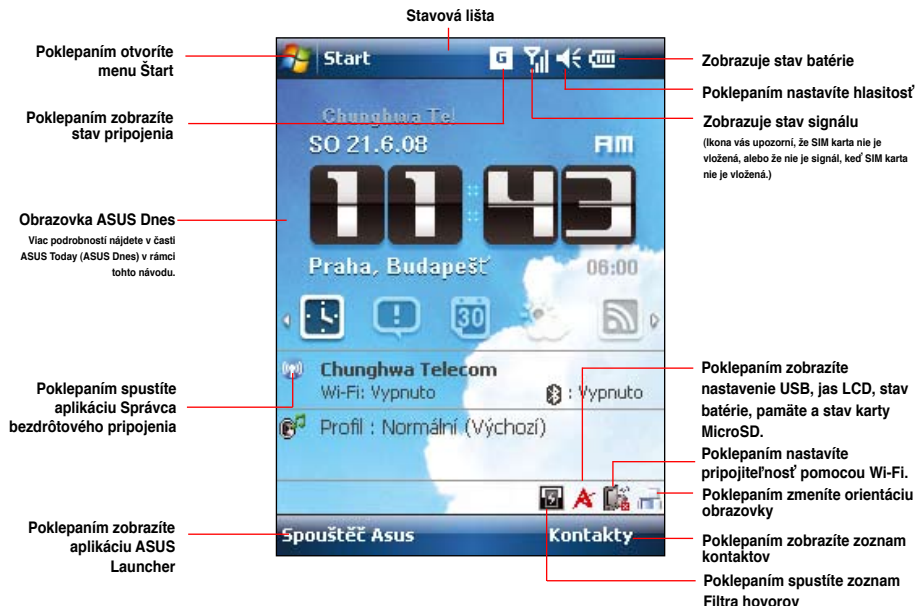 Stavová lišta
Poklepaním otvoríte
menu Štart
Poklepaním zobrazíte
stav pripojenia
Obrazovka ASUS Dnes
Viac podrobností nájdete v časti
ASUS Today (ASUS Dnes) v rámci
tohto návodu.
Poklepaním spustíte
aplikáciu Správca
bezdrôtového pripojenia
Poklepaním zobrazíte
aplikáciu ASUS
Launcher
Start
G
Chunghwa Tel
SO 21.6.08
AM
11:43
Praha, Budapešť
06:00
30
Chunghwa Telecom
Wi-Fi: Vypnuto
: Vypnuto
Profil : Normální (Výchozí)
Spouštěč Asus
Kontakty
Zobrazuje stav batérie
Poklepaním nastavíte hlasitosť
Zobrazuje stav signálu
(Ikona vás upozorní, že SIM karta nie je
vložená, alebo že nie je signál, keď SIM karta
nie je vložená.)
Poklepaním zobrazíte
nastavenie USB, jas LCD, stav
batérie, pamäte a stav karty
MicroSD.
Poklepaním nastavíte
pripojiteľnosť pomocou Wi-Fi.
Poklepaním zmeníte orientáciu
obrazovky
Poklepaním zobrazíte zoznam
kontaktov
Poklepaním spustíte zoznam
Filtra hovorov